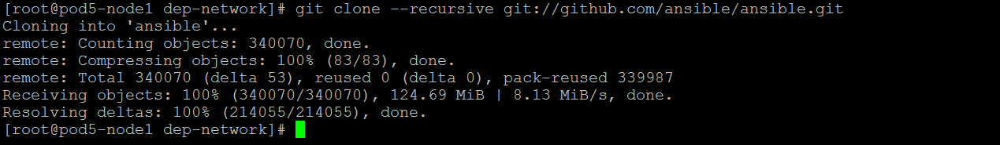 [root@pod5-node1 dep-network]# git clone --recursive git://github.com/ansible/ansible.git
Cloning into 'ansible'...
remote: Counting objects: 340070, done.
remote: Compressing objects: 100% (83/83), done.
remote: Total 340070 (delta 53), reused 0 (delta 0), pack-reused 339987
Receiving objects: 100% (340070/340070), 124.69 MiB | 8.13 MiB/s, done.
Resolving deltas: 100% (214055/214055), done.
[root@pod5-node1 dep-network]#